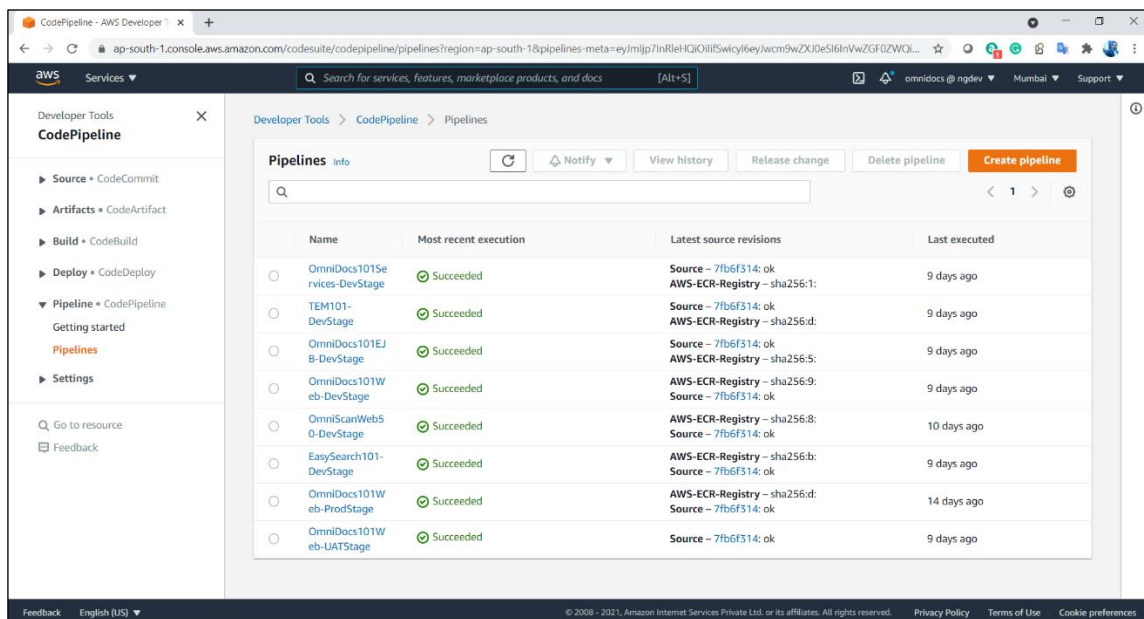 CodePipeline - AWS Developer T
ap-south-1.console.aws.amazon.com/codesuite/codepipeline/pipelines?region=ap-south-1&pipelines-meta=
aws
Services ▼
Search for services, features, marketplace products, and docs
[Alt+S]
omnidocs @ ngdev ▼
Mumbai ▼
Support ▼
Developer Tools
CodePipeline
Source • CodeCommit
Artifacts • CodeArtifact
Build • CodeBuild
Deploy • CodeDeploy
Pipeline • CodePipeline
Getting started
Pipelines
Settings
Go to resource
Feedback
Developer Tools > CodePipeline > Pipelines
Pipelines Info
Notify ▼
View history
Release change
Delete pipeline
Create pipeline
< 1 >
Name Most recent execution Latest source revisions Last executed
OmniDocs101Se
rvices-DevStage
Succeeded
Source – 7fb6f314: ok
AWS-ECR-Registry – sha256:1:
9 days ago
TEM101-
DevStage
Succeeded
Source – 7fb6f314: ok
AWS-ECR-Registry – sha256:d:
9 days ago
OmniDocs101EJ
B-DevStage
Succeeded
Source – 7fb6f314: ok
AWS-ECR-Registry – sha256:5:
9 days ago
OmniDocs101W
eb-DevStage
Succeeded
AWS-ECR-Registry – sha256:9:
Source – 7fb6f314: ok
9 days ago
OmniScanWeb5
0-DevStage
Succeeded
AWS-ECR-Registry – sha256:8:
Source – 7fb6f314: ok
10 days ago
EasySearch101-
DevStage
Succeeded
AWS-ECR-Registry – sha256:b:
Source – 7fb6f314: ok
9 days ago
OmniDocs101W
eb-ProdStage
Succeeded
AWS-ECR-Registry – sha256:d:
Source – 7fb6f314: ok
14 days ago
OmniDocs101W
eb-UATStage
Succeeded
Source – 7fb6f314: ok
9 days ago
Feedback English (US) ▼
© 2008 - 2021, Amazon Internet Services Private Ltd. or its affiliates. All rights reserved. Privacy Policy Terms of Use Cookie preferences